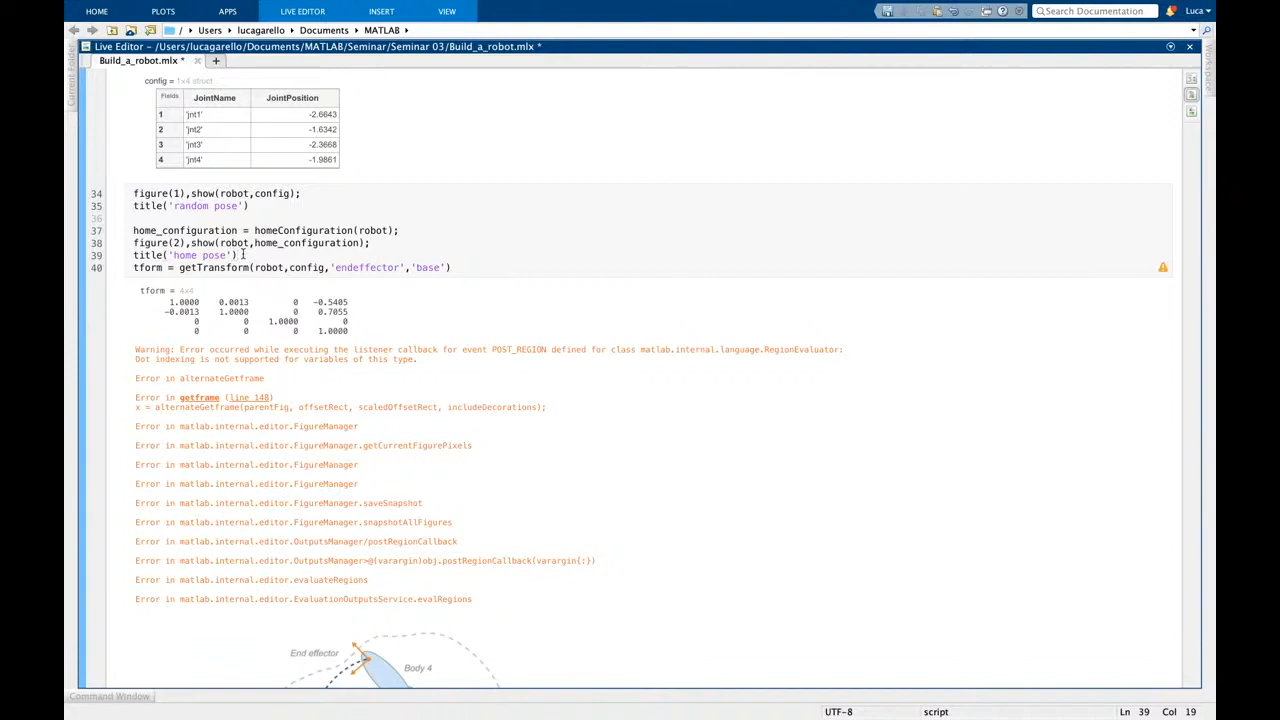 HOME PLOTS APPS LIVE EDITOR INSERT VIEW Search Documentation Luca
/ Users lucagarello Documents MATLAB
Live Editor - /Users/lucagarello/Documents/MATLAB/Seminar/Seminar 03/Build_a_robot.mlx *
Build_a_robot.mlx *
Current Folder
Workspace
config = 1×4 struct
Fields JointName JointPosition
1 'jnt1' -2.6643
2 'jnt2' -1.6342
3 'jnt3' -2.3668
4 'jnt4' -1.9861
34 figure(1),show(robot,config);
35 title('random pose')
36
37 home_configuration = homeConfiguration(robot);
38 figure(2),show(robot,home_configuration);
39 title('home pose')
40 tform = getTransform(robot,config,'endeffector','base')
tform = 4×4
1.0000 0.0013 0 -0.5405
-0.0013 1.0000 0 0.7055
0 0 1.0000 0
0 0 0 1.0000
Warning: Error occurred while executing the listener callback for event POST_REGION defined for class matlab.internal.language.RegionEvaluator:
Dot indexing is not supported for variables of this type.
Error in alternateGetframe
Error in getframe (line 148)
x = alternateGetframe(parentFig, offsetRect, scaledOffsetRect, includeDecorations);
Error in matlab.internal.editor.FigureManager
Error in matlab.internal.editor.FigureManager.getCurrentFigurePixels
Error in matlab.internal.editor.FigureManager
Error in matlab.internal.editor.FigureManager
Error in matlab.internal.editor.FigureManager.saveSnapshot
Error in matlab.internal.editor.FigureManager.snapshotAllFigures
Error in matlab.internal.editor.OutputsManager/postRegionCallback
Error in matlab.internal.editor.OutputsManager>@(varargin)obj.postRegionCallback(varargin{:})
Error in matlab.internal.editor.evaluateRegions
Error in matlab.internal.editor.EvaluationOutputsService.evalRegions
End effector
Body 4
Command Window
UTF-8 script Ln 39 Col 19